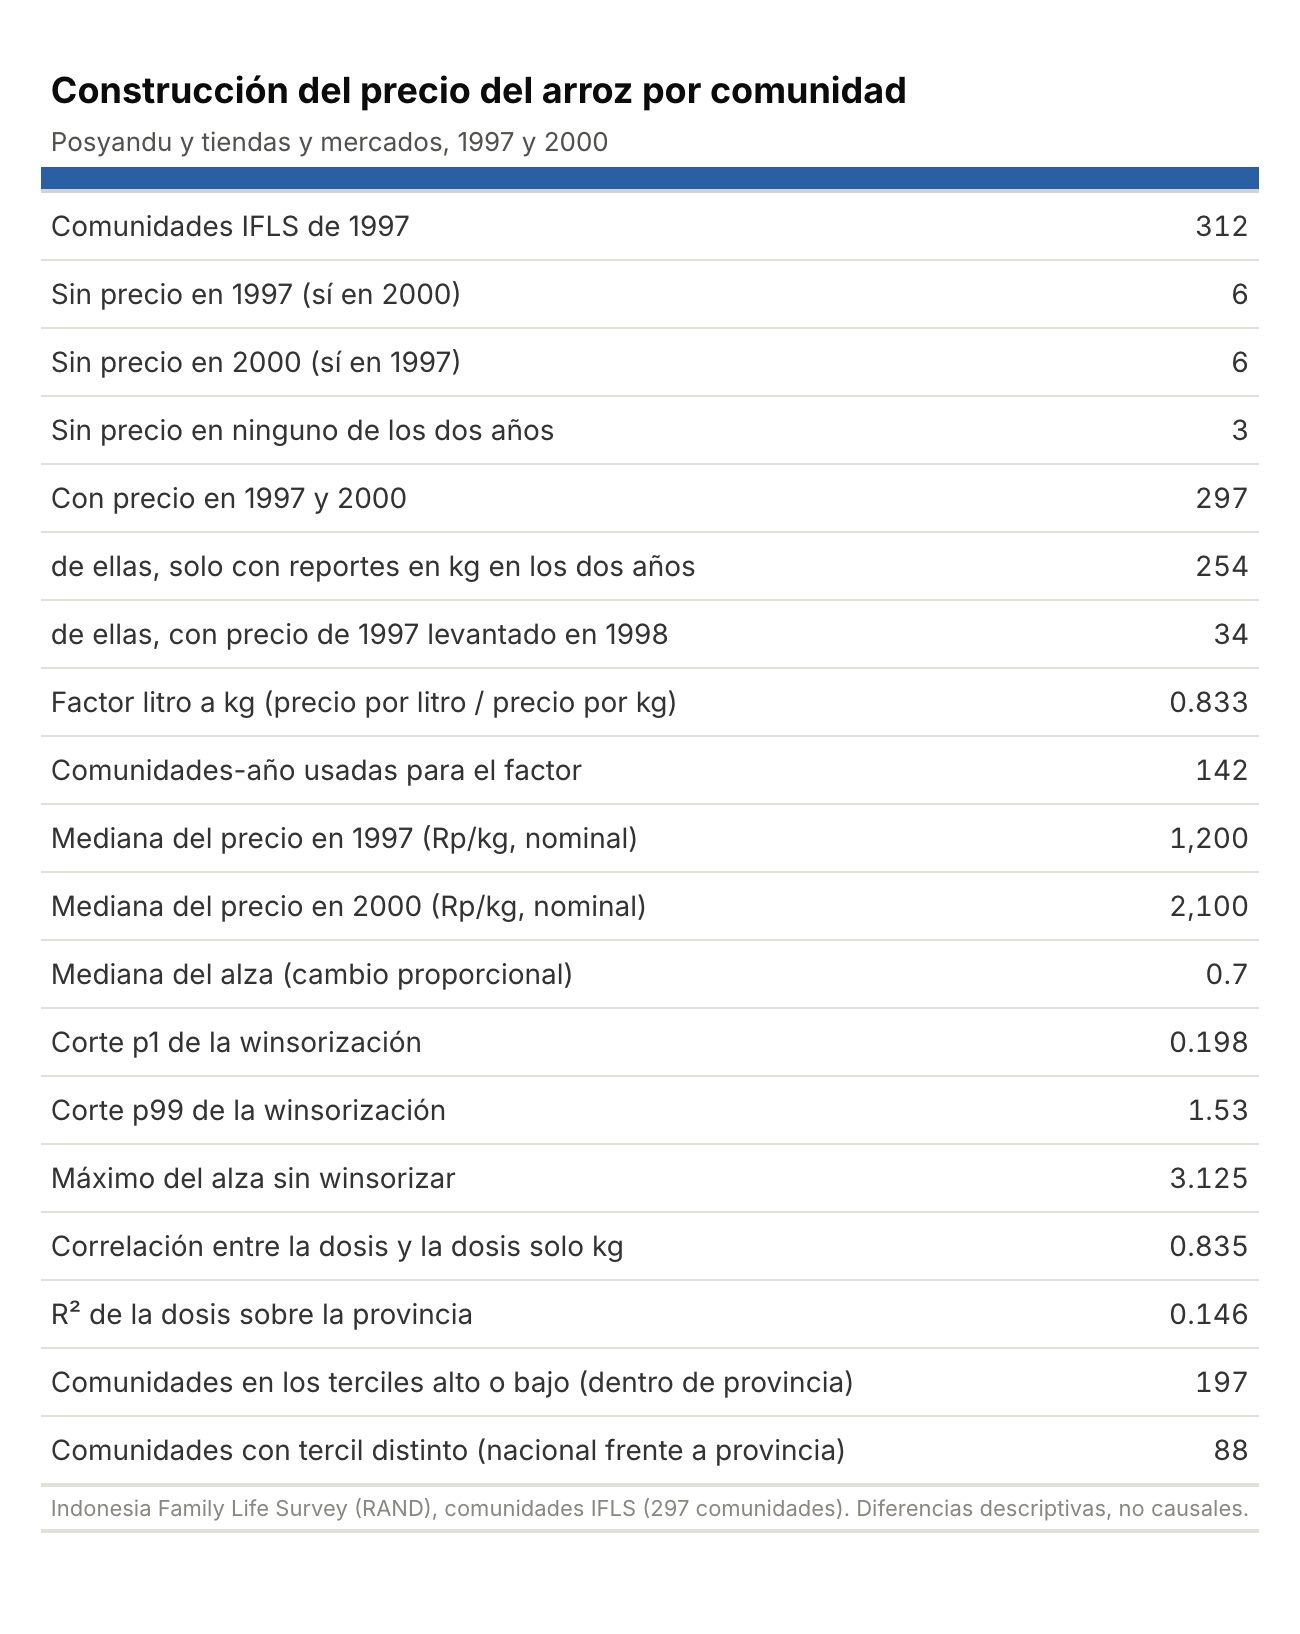 Construcción del precio del arroz por comunidad
Posyandu y tiendas y mercados, 1997 y 2000
Comunidades IFLS de 1997 312
Sin precio en 1997 (sí en 2000) 6
Sin precio en 2000 (sí en 1997) 6
Sin precio en ninguno de los dos años 3
Con precio en 1997 y 2000 297
de ellas, solo con reportes en kg en los dos años 254
de ellas, con precio de 1997 levantado en 1998 34
Factor litro a kg (precio por litro / precio por kg) 0.833
Comunidades-año usadas para el factor 142
Mediana del precio en 1997 (Rp/kg, nominal) 1,200
Mediana del precio en 2000 (Rp/kg, nominal) 2,100
Mediana del alza (cambio proporcional) 0.7
Corte p1 de la winsorización 0.198
Corte p99 de la winsorización 1.53
Máximo del alza sin winsorizar 3.125
Correlación entre la dosis y la dosis solo kg 0.835
R² de la dosis sobre la provincia 0.146
Comunidades en los terciles alto o bajo (dentro de provincia) 197
Comunidades con tercil distinto (nacional frente a provincia) 88
Indonesia Family Life Survey (RAND), comunidades IFLS (297 comunidades). Diferencias descriptivas, no causales.